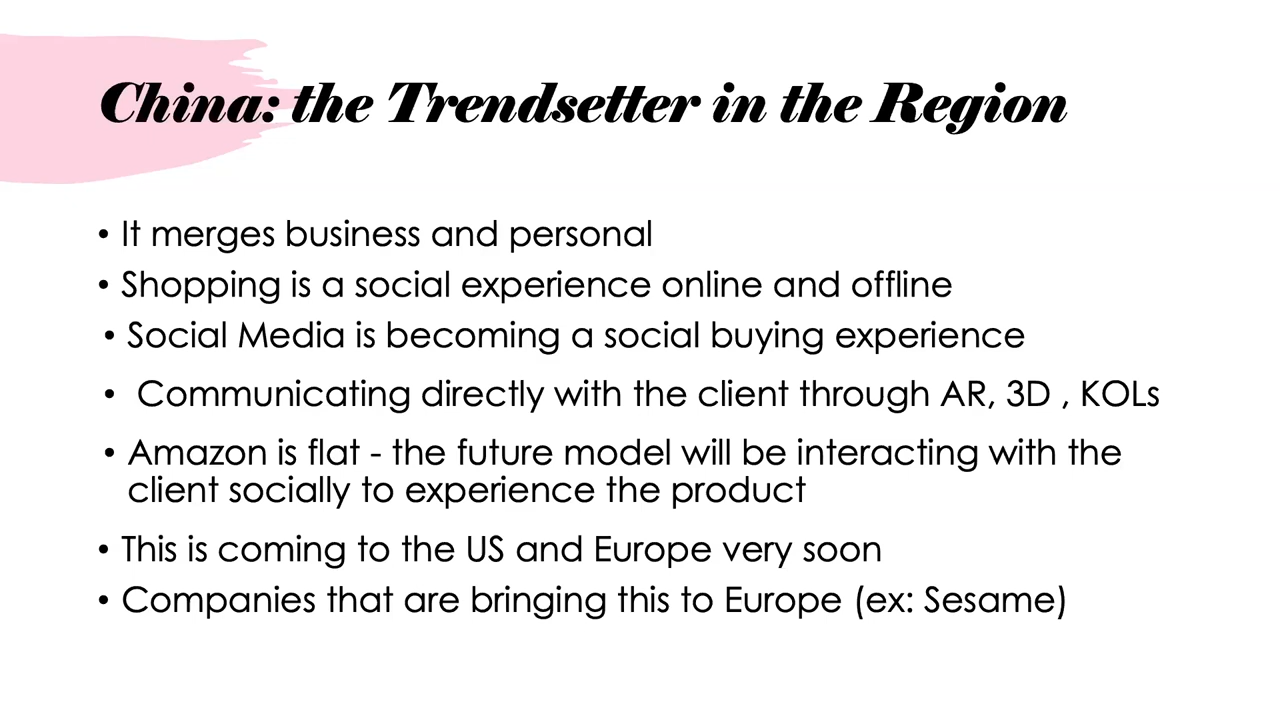 China: the Trendsetter in the Region
• It merges business and personal
• Shopping is a social experience online and offline
• Social Media is becoming a social buying experience
• Communicating directly with the client through AR, 3D , KOLs
• Amazon is flat - the future model will be interacting with the
client socially to experience the product
• This is coming to the US and Europe very soon
• Companies that are bringing this to Europe (ex: Sesame)